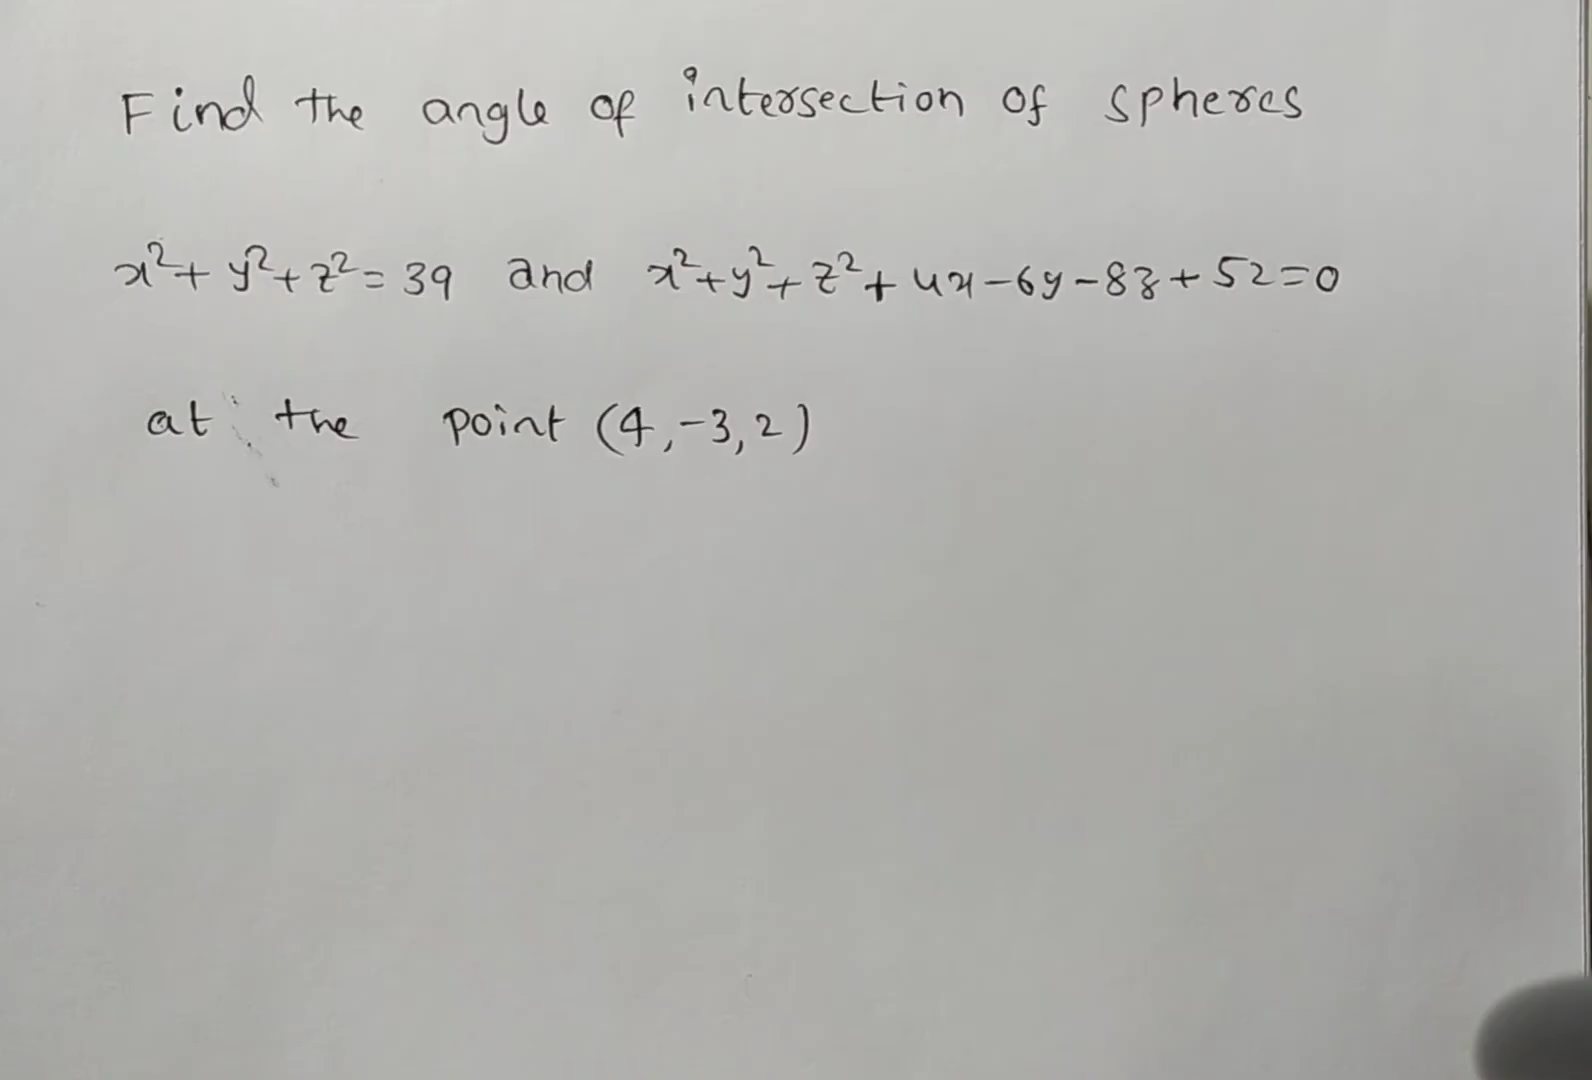 Find the angle of intersection of spheres
x²+ y²+z²= 39 and x²+y²+z²+4x-6y-8z+52=0
at the point (4,-3,2)